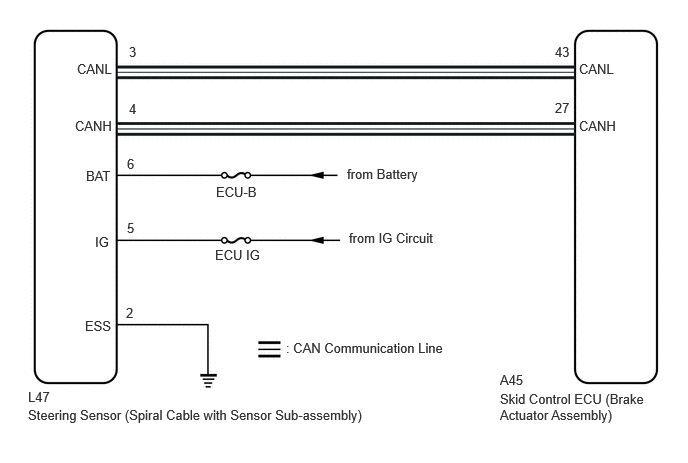 3
43
CANL
CANL
4
27
CANH
CANH
6
BAT
from Battery
ECU-B
5
IG
from IG Circuit
ECU IG
2
ESS
: CAN Communication Line
L47
Steering Sensor (Spiral Cable with Sensor Sub-assembly)
A45
Skid Control ECU (Brake
Actuator Assembly)